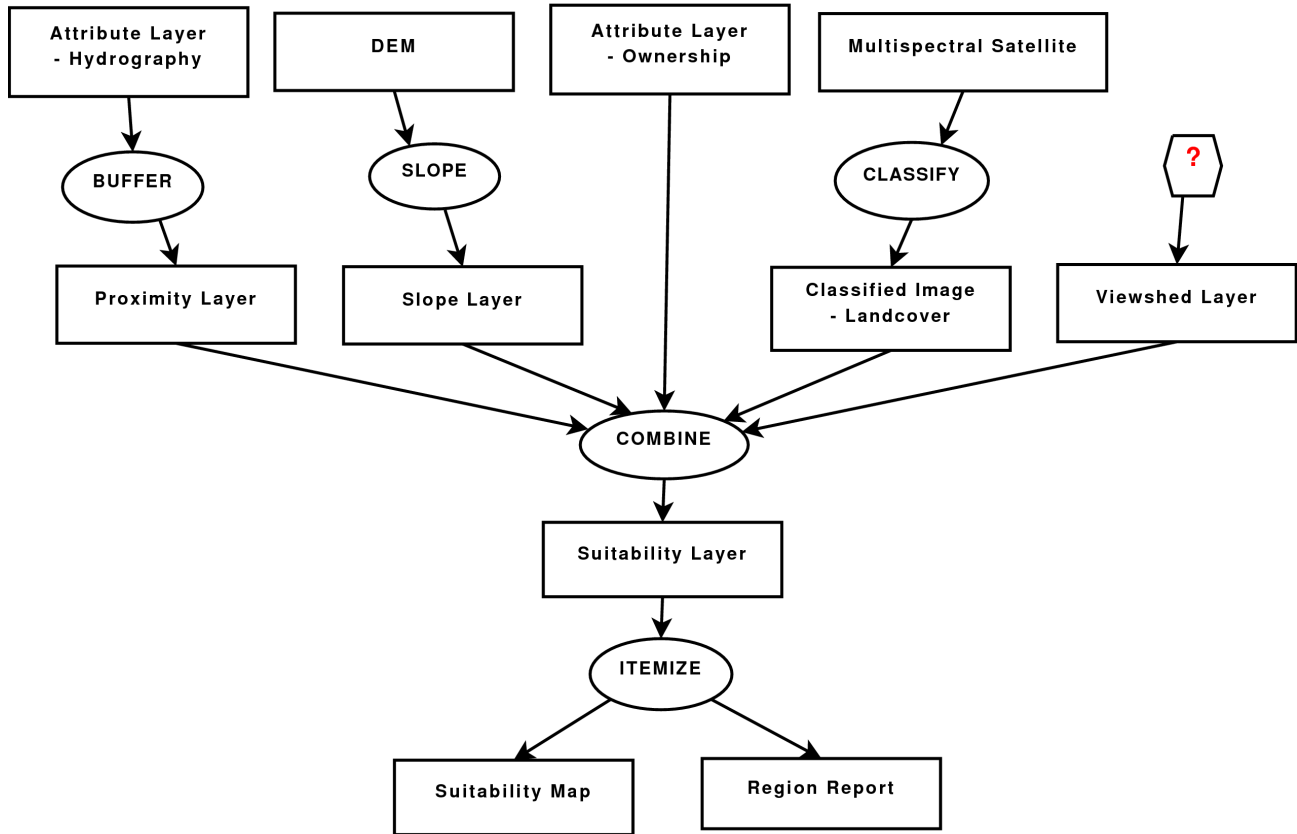 Attribute Layer
- Hydrography
DEM
Attribute Layer
- Ownership
Multispectral Satellite
BUFFER
SLOPE
CLASSIFY
?
Proximity Layer
Slope Layer
Classified Image
- Landcover
Viewshed Layer
COMBINE
Suitability Layer
ITEMIZE
Suitability Map
Region Report